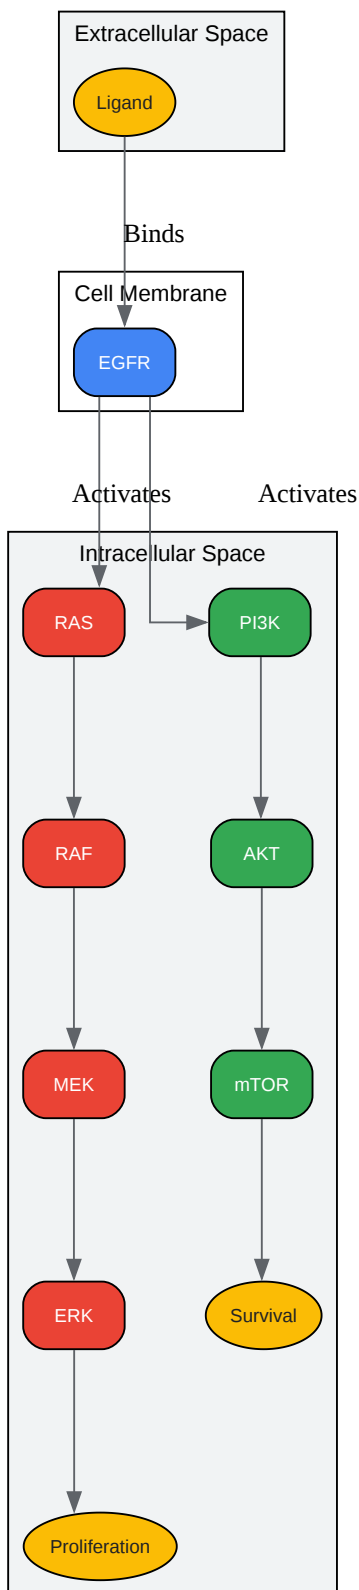 Extracellular Space
Ligand
Binds
Cell Membrane
EGFR
Activates
Activates
Intracellular Space
RAS
PI3K
RAF
AKT
MEK
mTOR
ERK
Survival
Proliferation